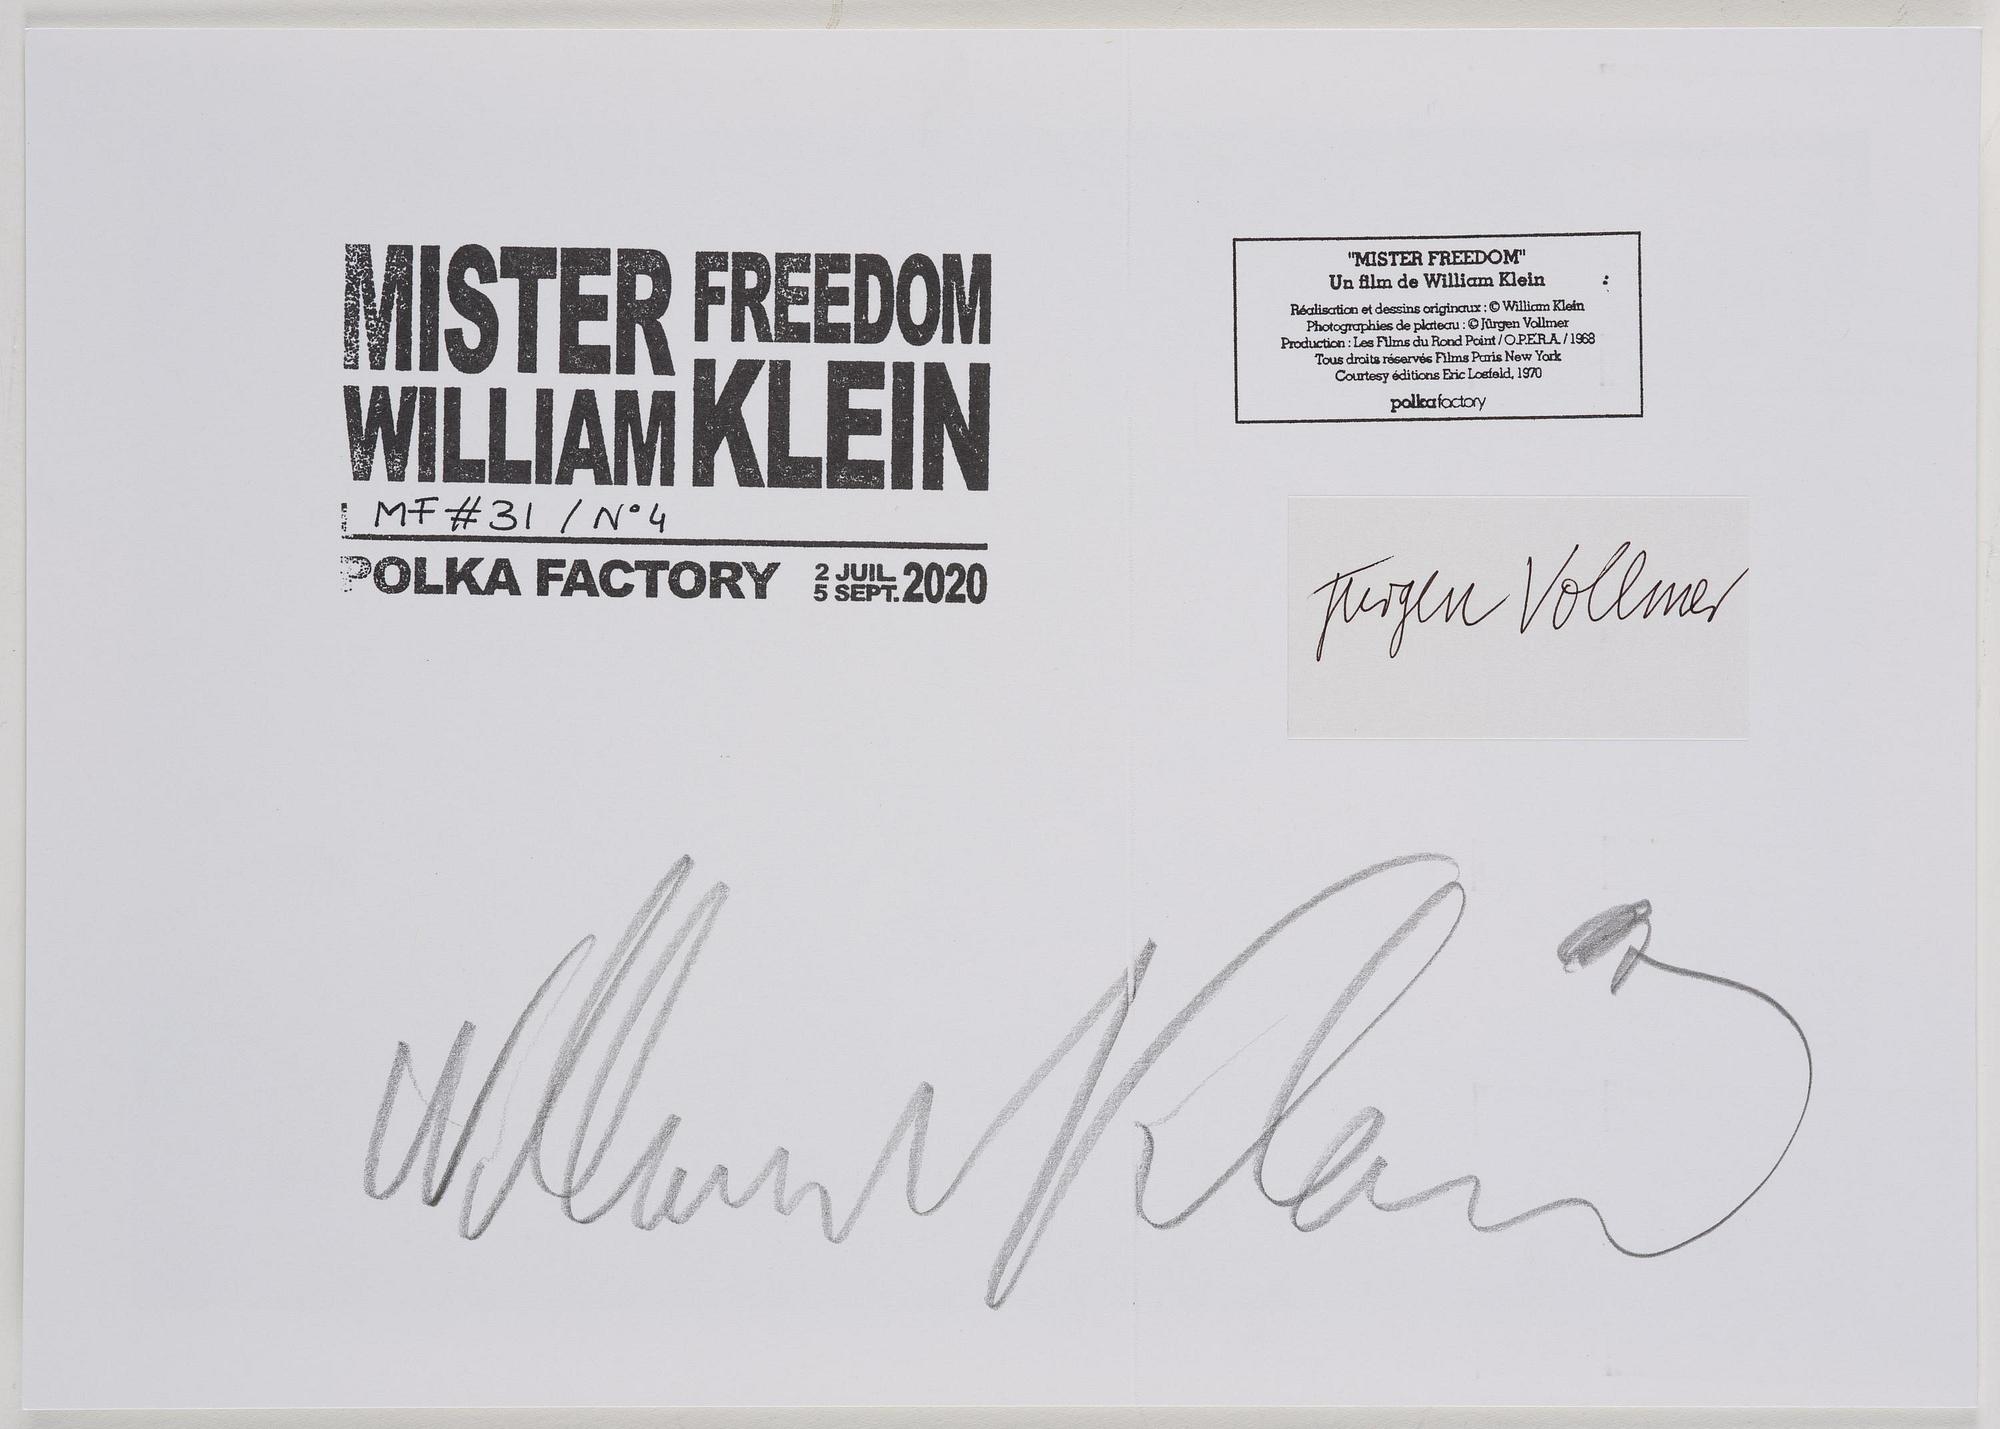 MISTER FREEDOM
WILLIAM KLEIN
MF #31 / N°4
POLKA FACTORY 2 JUIL. 5 SEPT. 2020
"MISTER FREEDOM"
Un film de William Klein
Réalisation et dessins originaux : © William Klein
Photographies de plateau : © Jürgen Vollmer
Production : Les Films du Rond Point / O.P.E.R.A. / 1968
Tous droits réservés Films Paris New York
Courtesy éditions Eric Losfeld, 1970
polkafactory
Juergen Vollmer
William Klein